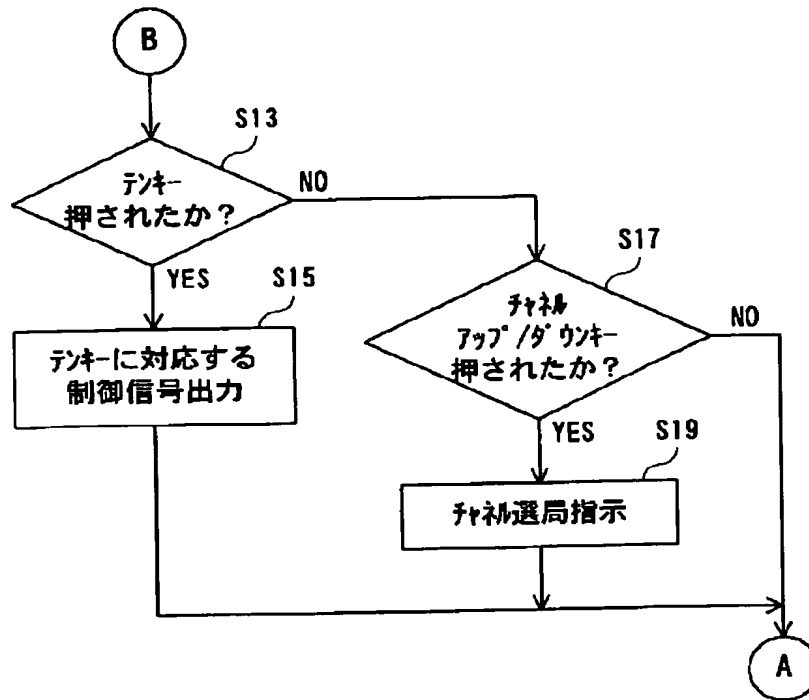 B
S13
テンキー
押されたか？
NO
YES
S15
テンキーに対応する
制御信号出力
S17
チャネル
アップ/ダウンキー
押されたか？
NO
YES
S19
チャネル選局指示
A